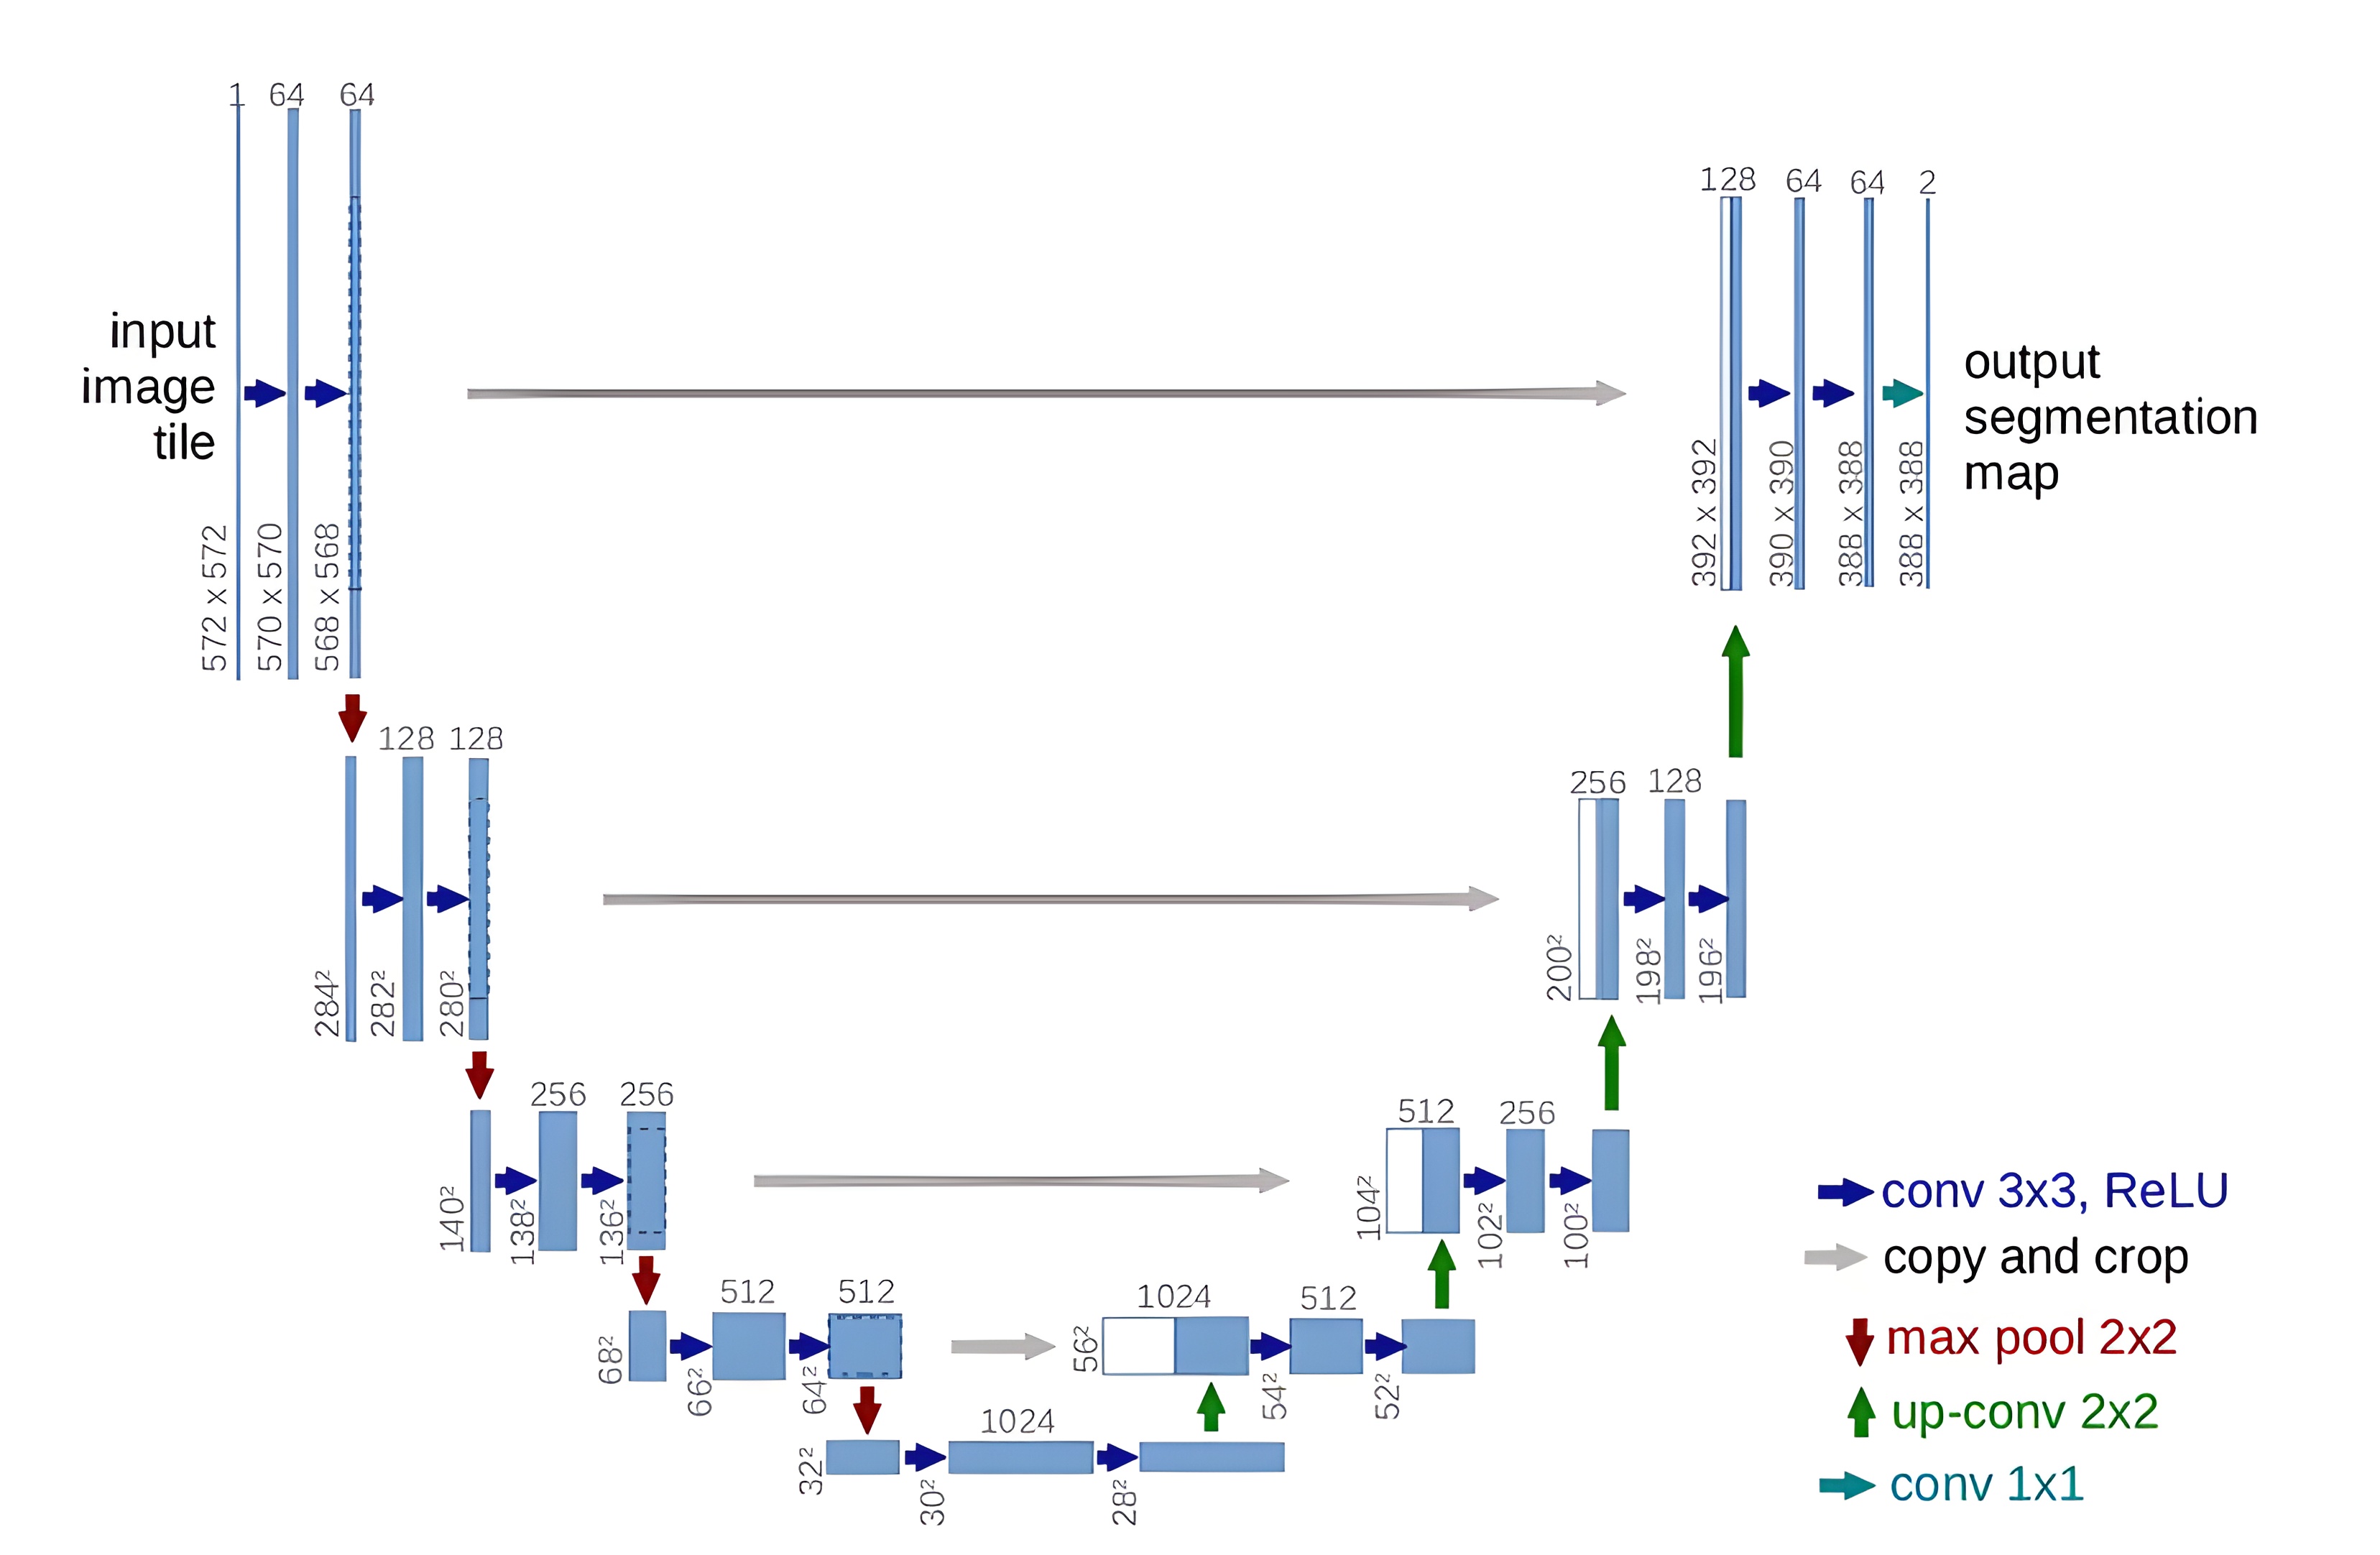 1 64 64
128 64 64 2
input
image
tile
output
segmentation
map
572 x 572
570 x 570
568 x 568
392 x 392
390 x 390
388 x 388
388 x 388
128 128
256 128
284²
282²
280²
200²
198²
196²
256 256
512 256
140²
138²
136²
104²
102²
100²
512 512
1024 512
68²
66²
64²
56²
54²
52²
1024
32²
30²
28²
conv 3x3, ReLU
copy and crop
max pool 2x2
up-conv 2x2
conv 1x1